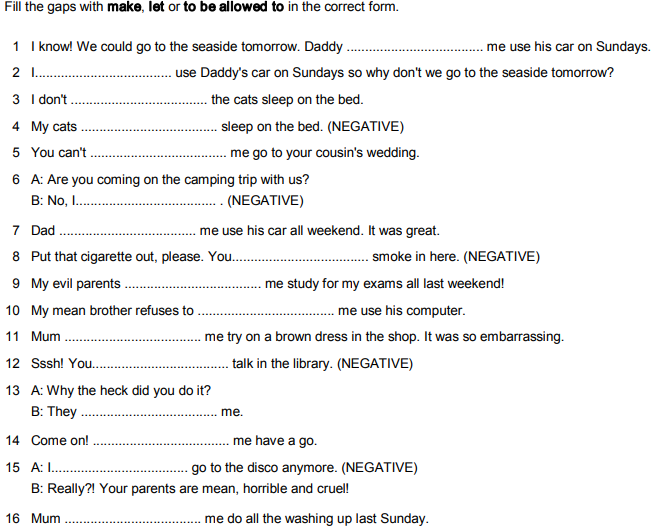 Fill the gaps with make, let or to be allowed to in the correct form.
1 I know! We could go to the seaside tomorrow. Daddy ..................................... me use his car on Sundays.
2 I..................................... use Daddy's car on Sundays so why don't we go to the seaside tomorrow?
3 I don't ..................................... the cats sleep on the bed.
4 My cats ..................................... sleep on the bed. (NEGATIVE)
5 You can't ..................................... me go to your cousin's wedding.
6 A: Are you coming on the camping trip with us?
B: No, I...................................... . (NEGATIVE)
7 Dad ..................................... me use his car all weekend. It was great.
8 Put that cigarette out, please. You..................................... smoke in here. (NEGATIVE)
9 My evil parents ..................................... me study for my exams all last weekend!
10 My mean brother refuses to ..................................... me use his computer.
11 Mum ..................................... me try on a brown dress in the shop. It was so embarrassing.
12 Sssh! You..................................... talk in the library. (NEGATIVE)
13 A: Why the heck did you do it?
B: They ..................................... me.
14 Come on! ..................................... me have a go.
15 A: I..................................... go to the disco anymore. (NEGATIVE)
B: Really?! Your parents are mean, horrible and cruel!
16 Mum ..................................... me do all the washing up last Sunday.